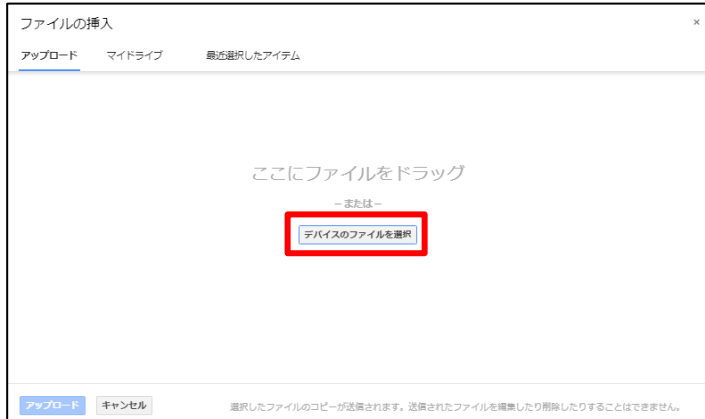 ファイルの挿入 ×
アップロード マイドライブ 最近選択したアイテム
ここにファイルをドラッグ
－または－
デバイスのファイルを選択
アップロード キャンセル 選択したファイルのコピーが送信されます。送信されたファイルを編集したり削除したりすることはできません。